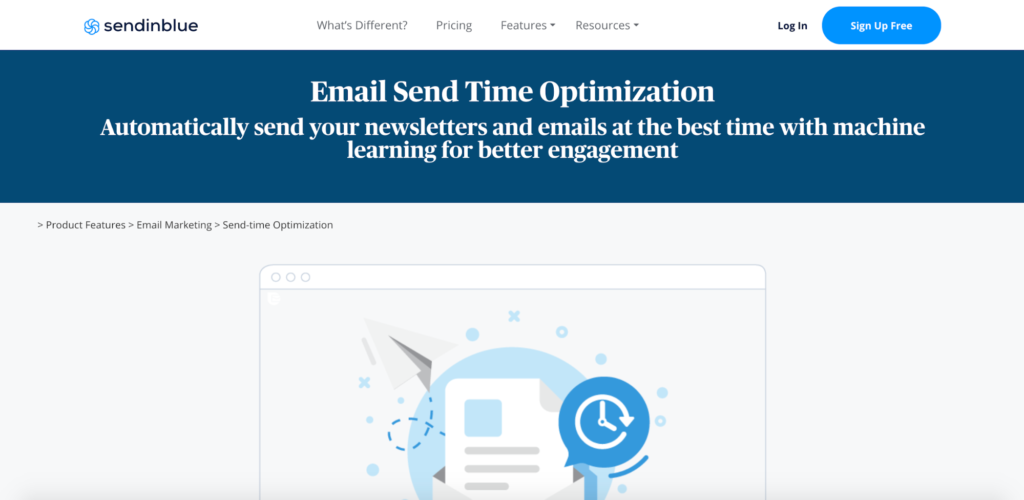 sendinblue
What's Different?
Pricing
Features
Resources
Log In
Sign Up Free
Email Send Time Optimization
Automatically send your newsletters and emails at the best time with machine
learning for better engagement
> Product Features > Email Marketing > Send-time Optimization